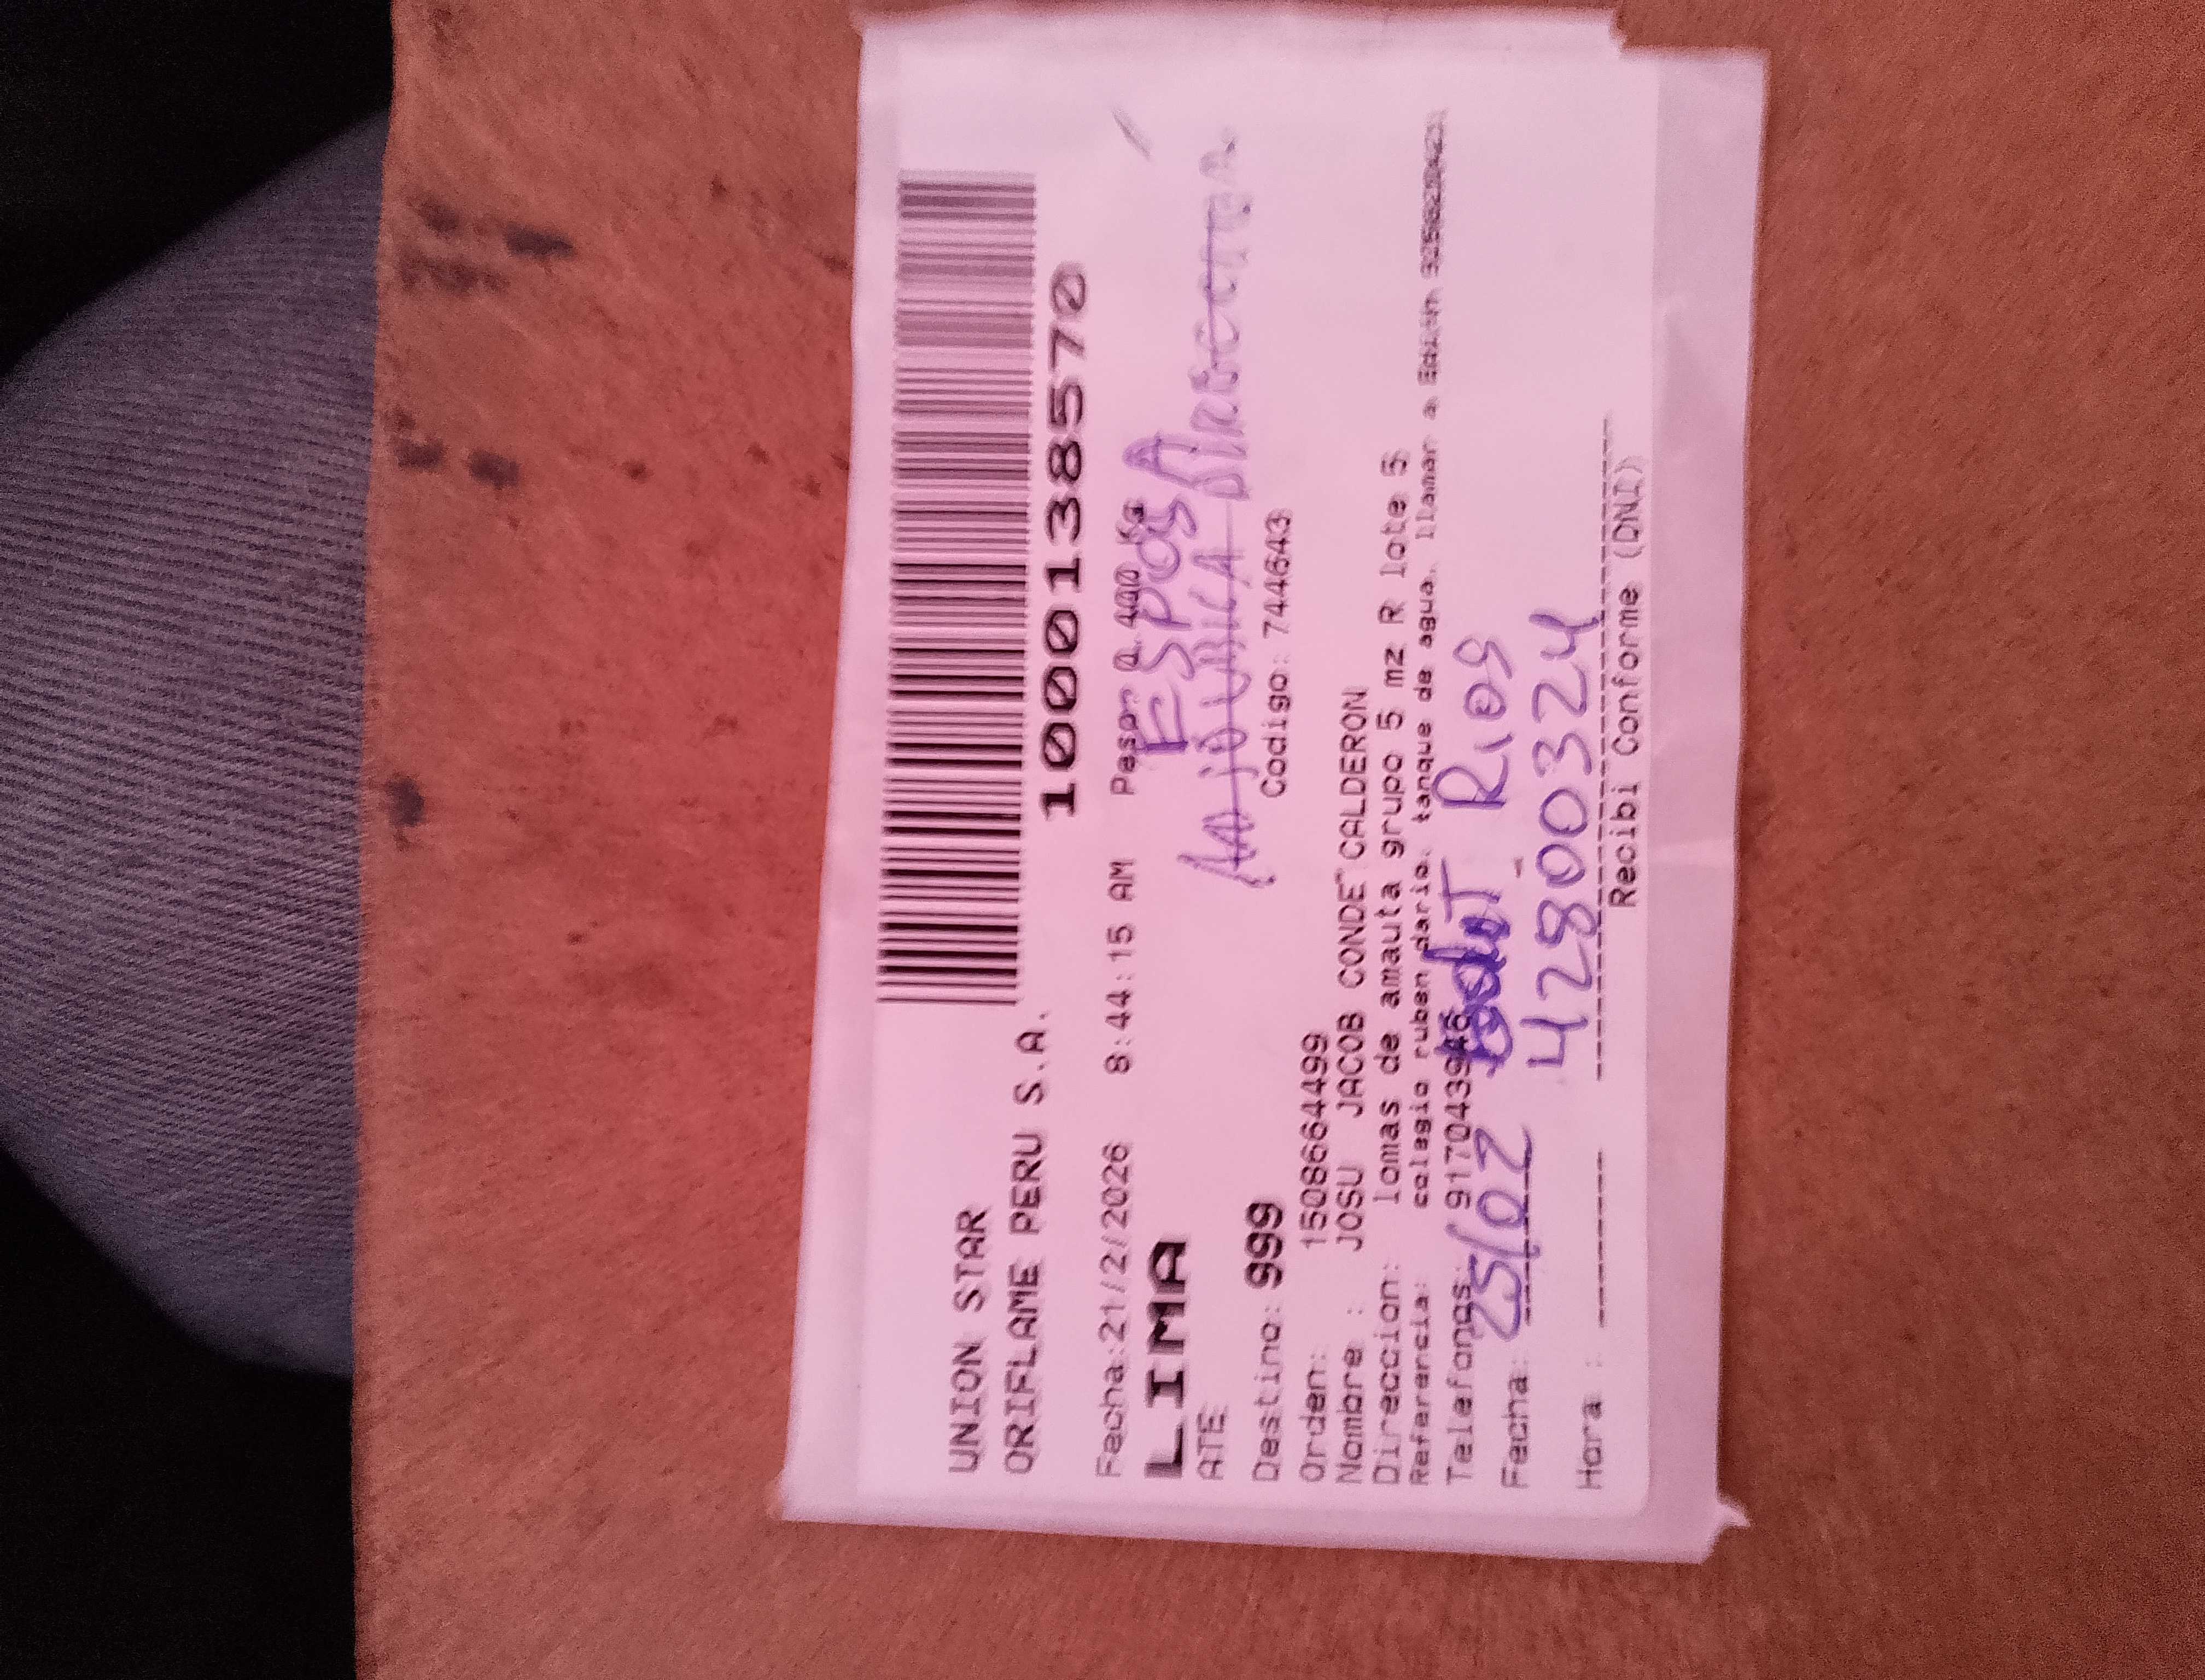 UNION STAR
ORIFLAME PERU S.A.
10001385570
Fecha:21/2/2026 8:44:15 AM Peso: 0.400 Kg
LIMA
ESPOSA
ATE
Destino: 999 Codigo: 744643
Orden: 1508664499
Nombre : JOSU JACOB CONDE CALDERON
Direccion: lomas de amauta grupo 5 mz R lote 5
Referencia: colegio ruben dario. tanque de agua. llamar a Edith
Telefonos: 917043946
Fecha: 25/02 Rios
42800324
Hora :
Recibi Conforme (DNI)